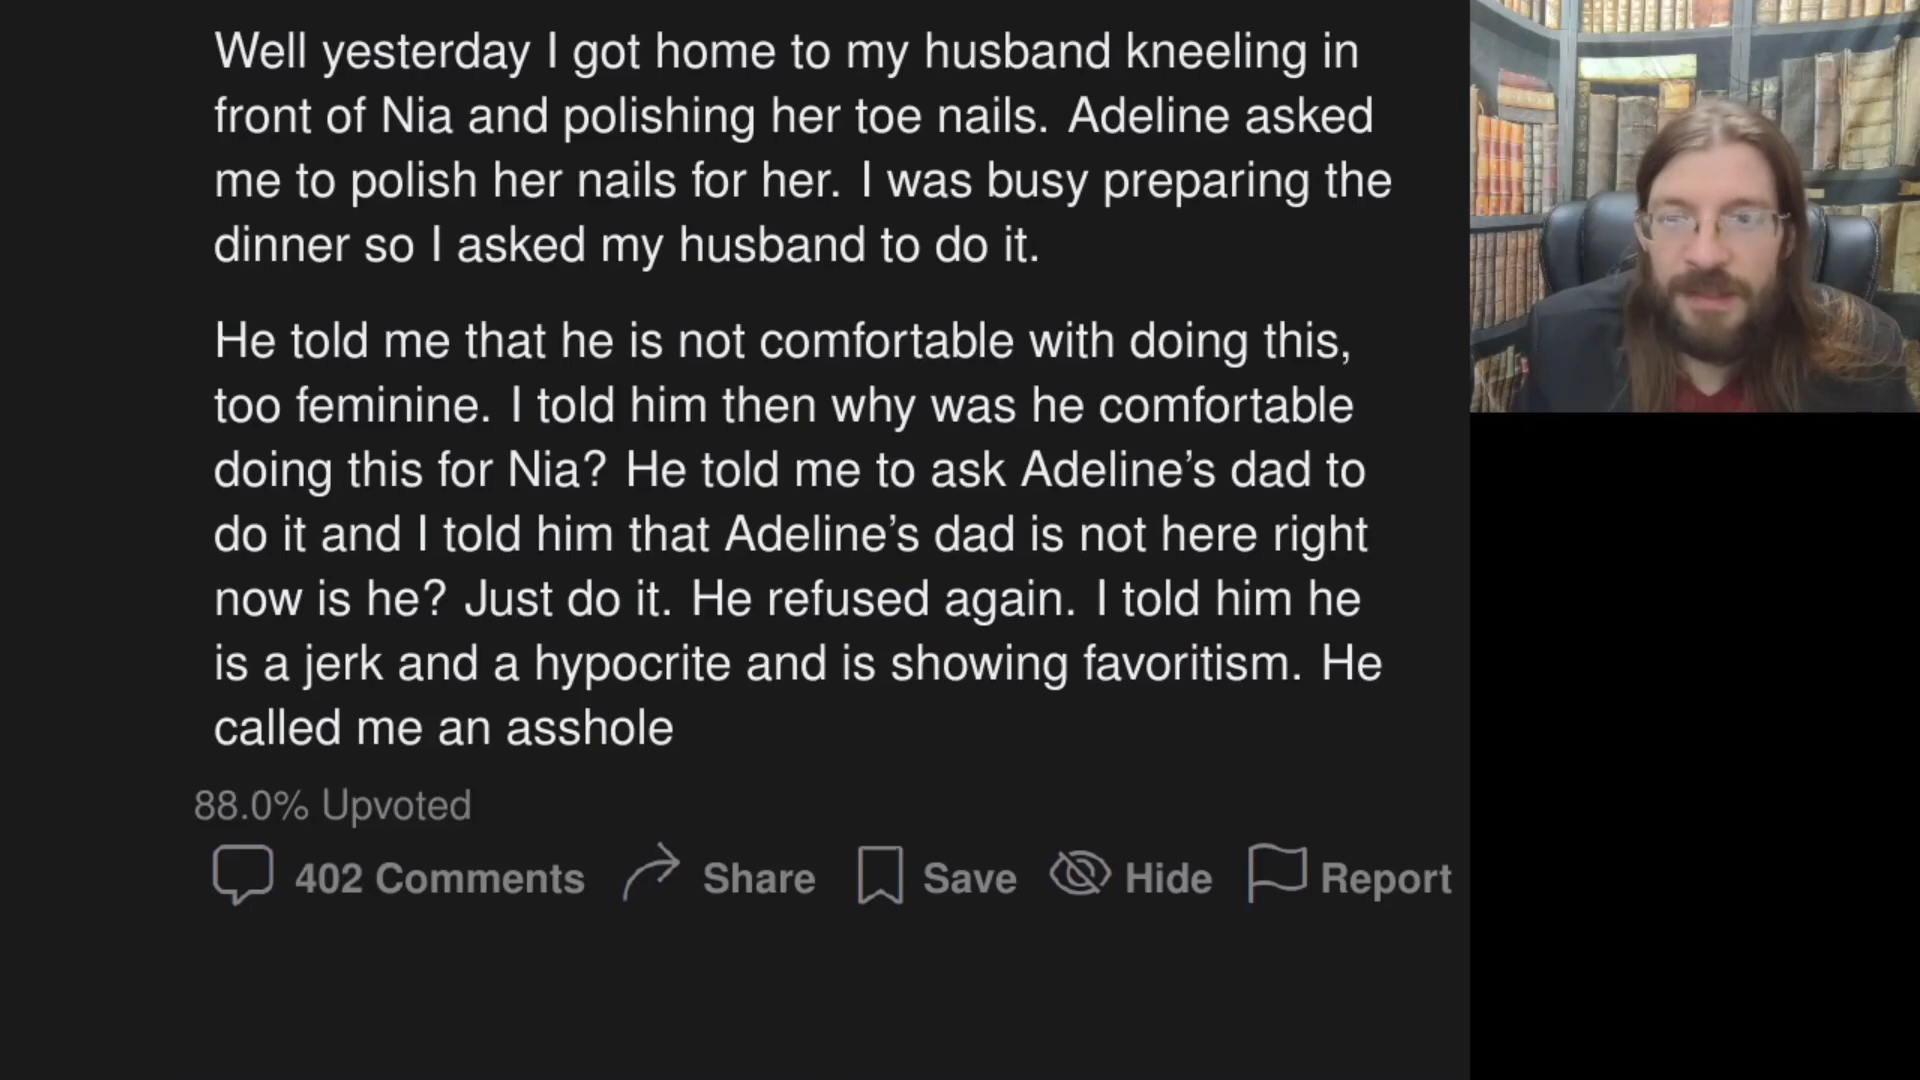 Well yesterday I got home to my husband kneeling in
front of Nia and polishing her toe nails. Adeline asked
me to polish her nails for her. I was busy preparing the
dinner so I asked my husband to do it.
He told me that he is not comfortable with doing this,
too feminine. I told him then why was he comfortable
doing this for Nia? He told me to ask Adeline’s dad to
do it and I told him that Adeline’s dad is not here right
now is he? Just do it. He refused again. I told him he
is a jerk and a hypocrite and is showing favoritism. He
called me an asshole
88.0% Upvoted
402 Comments Share Save Hide Report